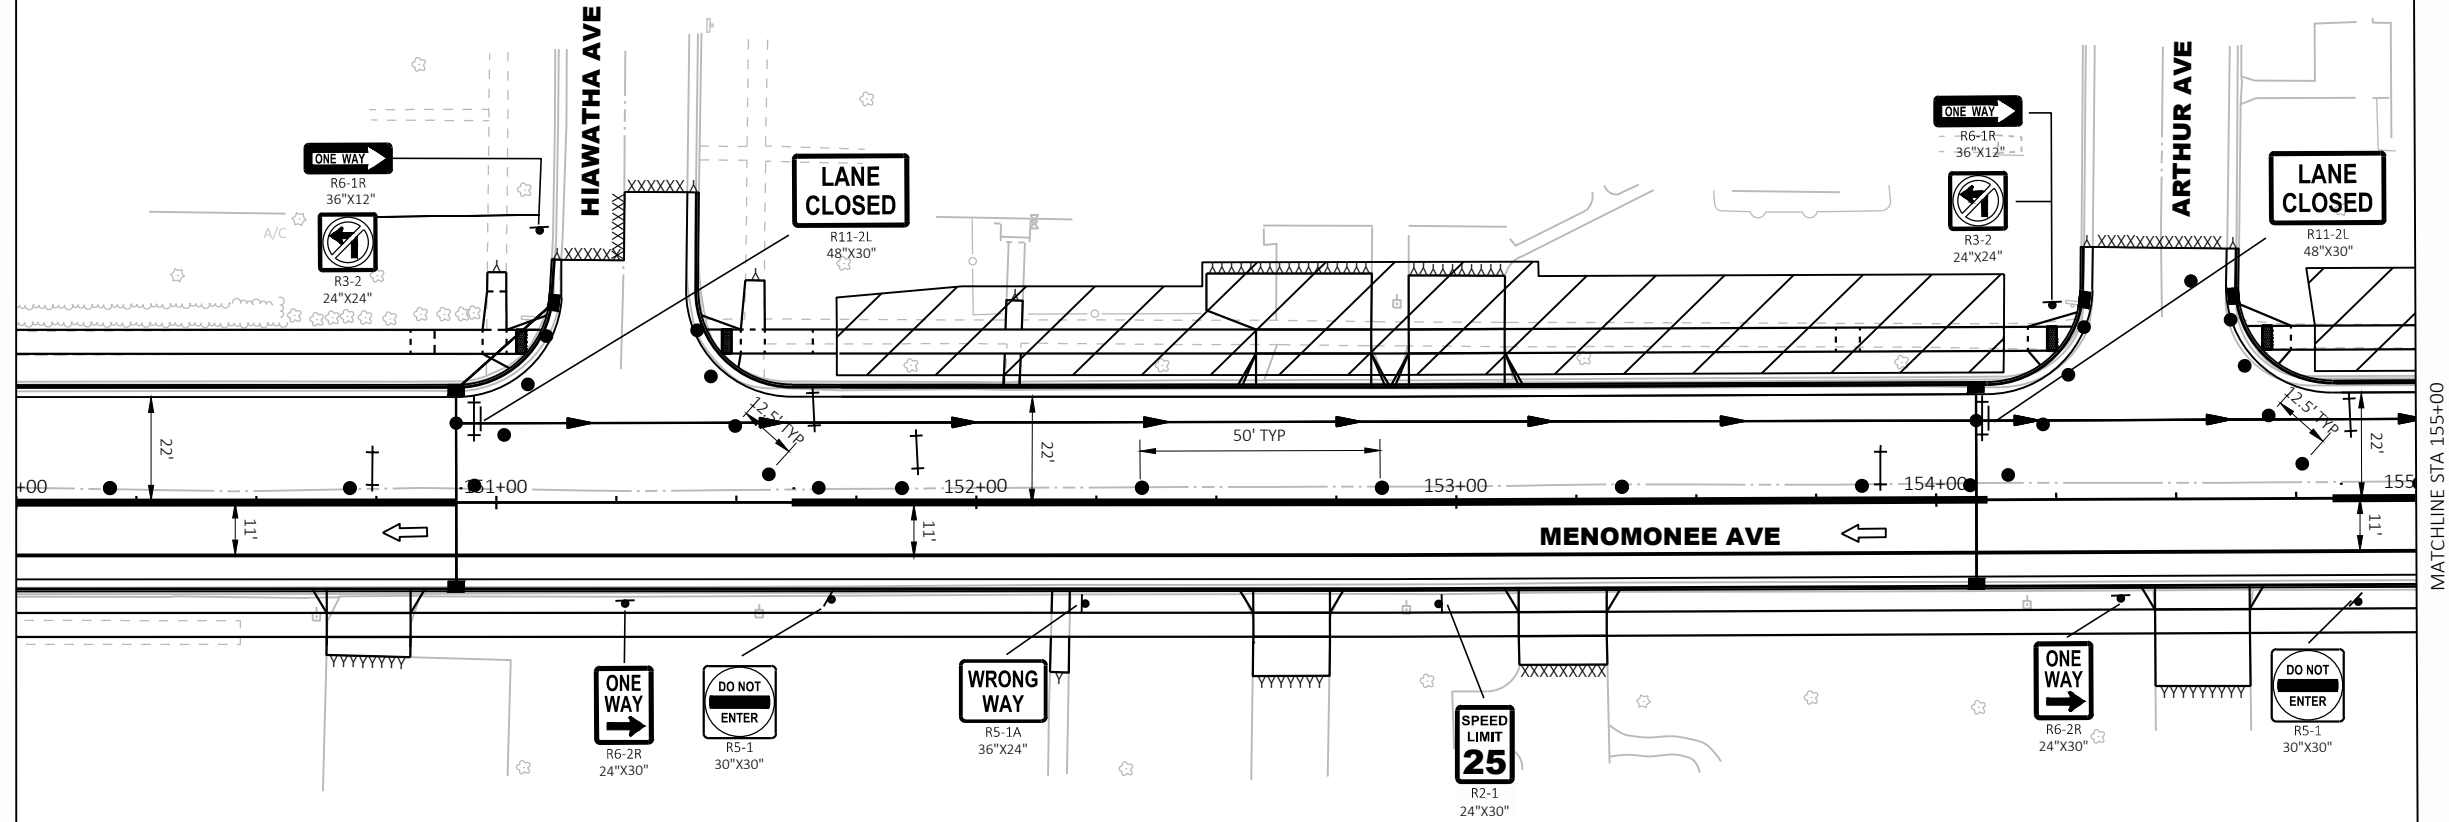 HIAWATHA AVE
ARTHUR AVE
ONE WAY
R6-1R
36"X12"
R3-2
24"X24"
A/C
LANE
CLOSED
R11-2L
48"X30"
ONE WAY
R6-1R
36"X12"
R3-2
24"X24"
LANE
CLOSED
R11-2L
48"X30"
22'
12.5' TYP
22'
50' TYP
12.5' TYP
22'
+00
151+00
152+00
153+00
154+00
155
11'
11'
MENOMONEE AVE
11'
MATCHLINE STA 155+00
ONE
WAY
R6-2R
24"X30"
DO NOT
ENTER
R5-1
30"X30"
WRONG
WAY
R5-1A
36"X24"
SPEED
LIMIT
25
R2-1
24"X30"
ONE
WAY
R6-2R
24"X30"
DO NOT
ENTER
R5-1
30"X30"